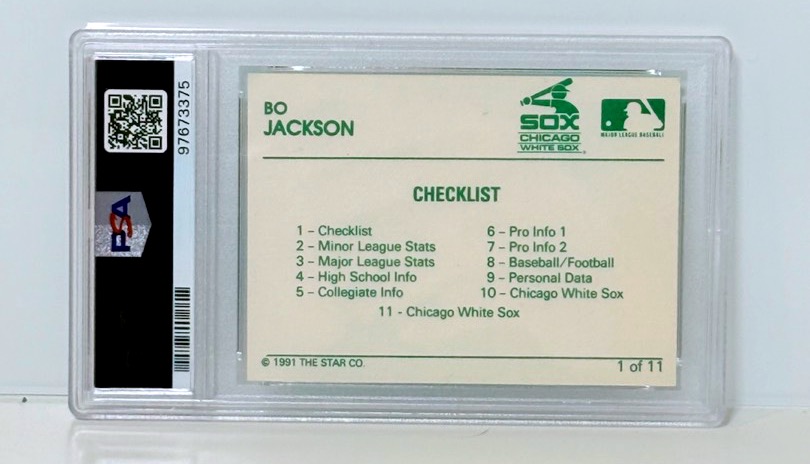 97673375
PSA
BO
JACKSON
SOX
CHICAGO
WHITE SOX
MAJOR LEAGUE BASEBALL
CHECKLIST
1 – Checklist
2 – Minor League Stats
3 – Major League Stats
4 – High School Info
5 – Collegiate Info
6 – Pro Info 1
7 – Pro Info 2
8 – Baseball/Football
9 – Personal Data
10 – Chicago White Sox
11 - Chicago White Sox
© 1991 THE STAR CO.
1 of 11